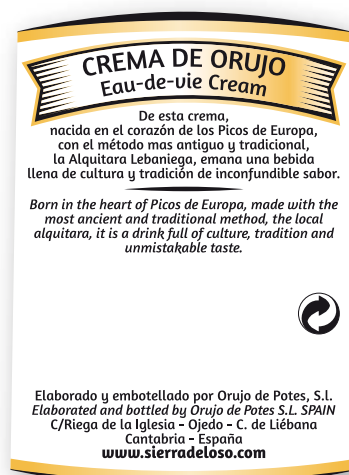 CREMA DE ORUJO
Eau-de-vie Cream
De esta crema,
nacida en el corazón de los Picos de Europa,
con el método mas antiguo y tradicional,
la Alquitara Lebaniega, emana una bebida
llena de cultura y tradición de inconfundible sabor.
Born in the heart of Picos de Europa, made with the
most ancient and traditional method, the local
alquitara, it is a drink full of culture, tradition and
unmistakable taste.
Elaborado y embotellado por Orujo de Potes, S.l.
Elaborated and bottled by Orujo de Potes S.L. SPAIN
C/Riega de la Iglesia - Ojedo - C. de Liébana
Cantabria - España
www.sierradeloso.com